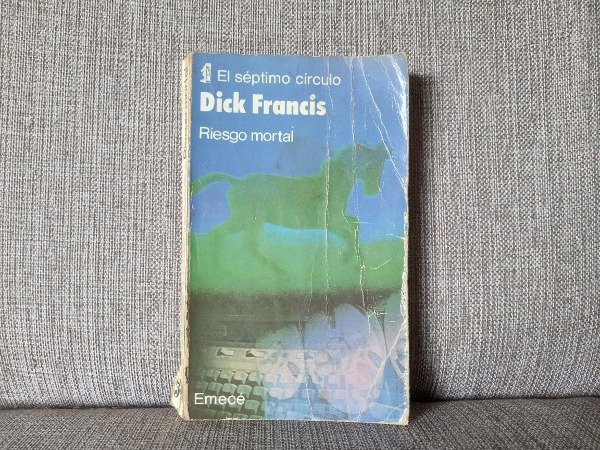 El séptimo círculo
Dick Francis
Riesgo mortal
Emecé